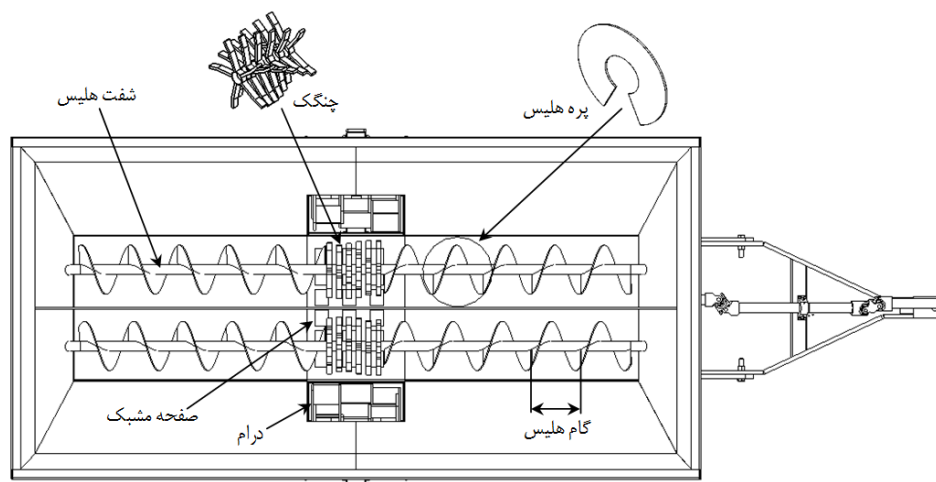 چنگک
شفت هلیس
پره هلیس
صفحه مشبک
درام
گام هلیس